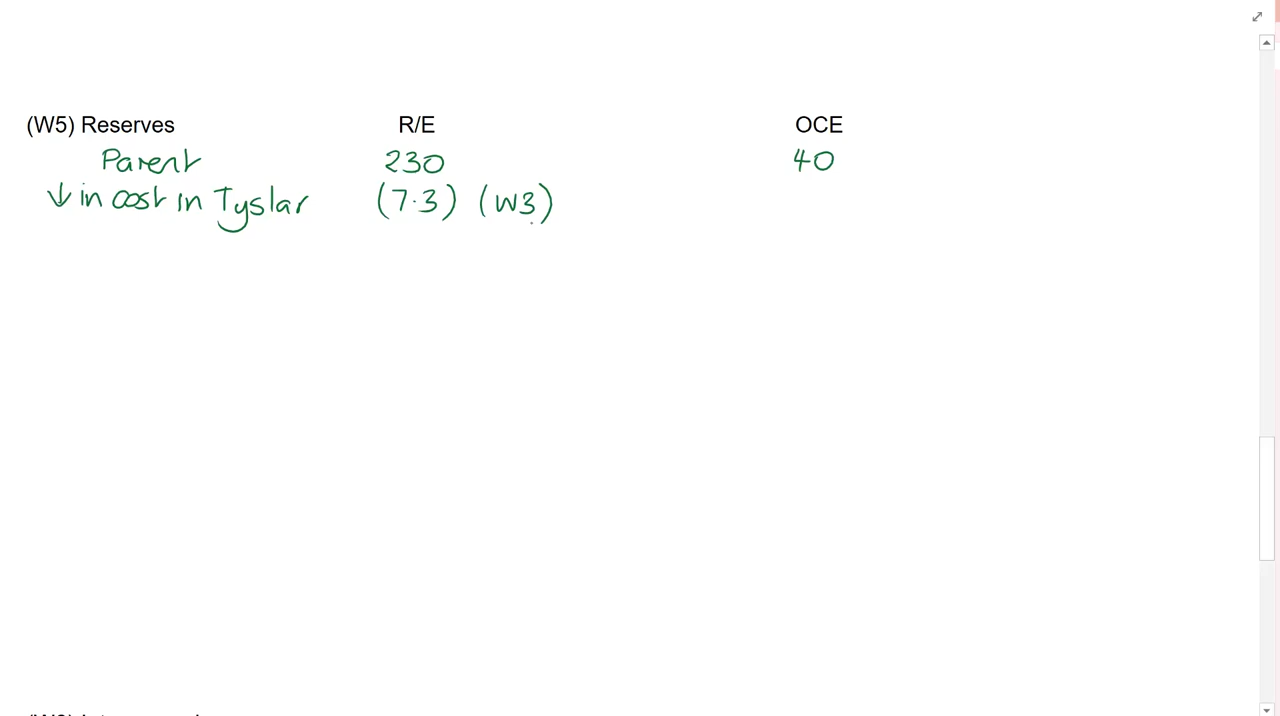 (W5) Reserves R/E OCE
Parent 230 40
↓ in cost in Tyslar (7.3) (W3)